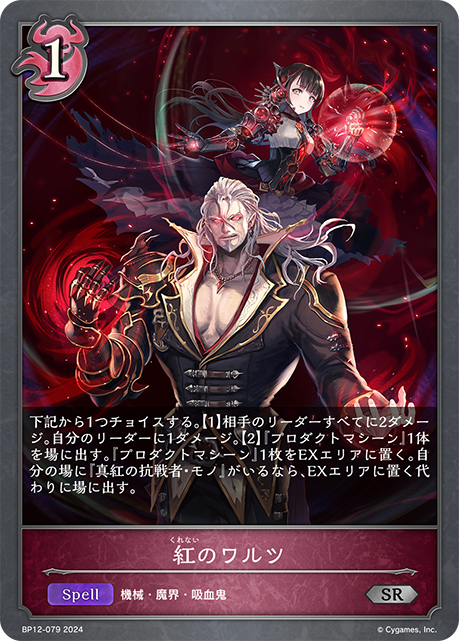 1
下記から1つチョイスする。【1】相手のリーダーすべてに2ダメ
ージ。自分のリーダーに1ダメージ。【2】『プロダクトマシーン』1体
を場に出す。『プロダクトマシーン』1枚をEXエリアに置く。自
分の場に『真紅の抗戦者・モノ』がいるなら、EXエリアに置く代
わりに場に出す。
くれない
紅のワルツ
Spell 機械・魔界・吸血鬼 SR
BP12-079 2024 © Cygames, Inc.